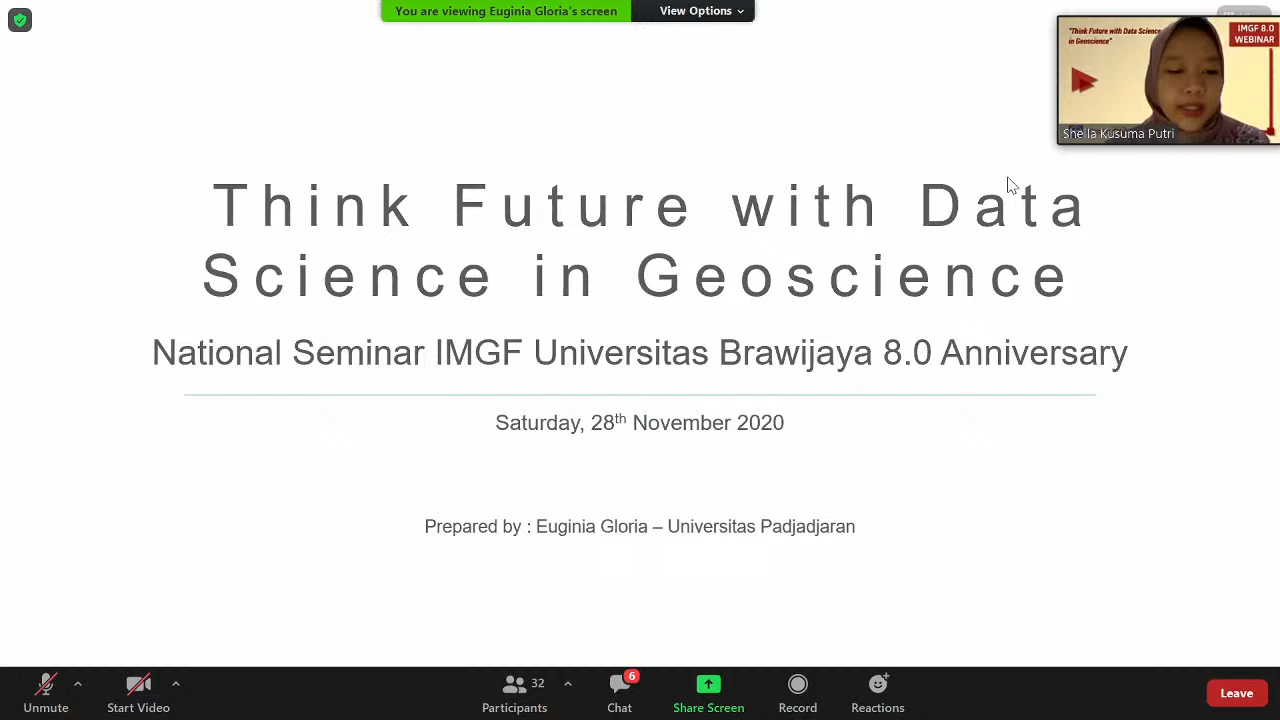 You are viewing Euginia Gloria's screen
View Options
"Think Future with Data Science
in Geoscience"
IMGF 8.0
WEBINAR
Sheila Kusuma Putri
Think Future with Data
Science in Geoscience
National Seminar IMGF Universitas Brawijaya 8.0 Anniversary
Saturday, 28th November 2020
Prepared by : Euginia Gloria – Universitas Padjadjaran
Unmute
Start Video
32
Participants
6
Chat
Share Screen
Record
Reactions
Leave